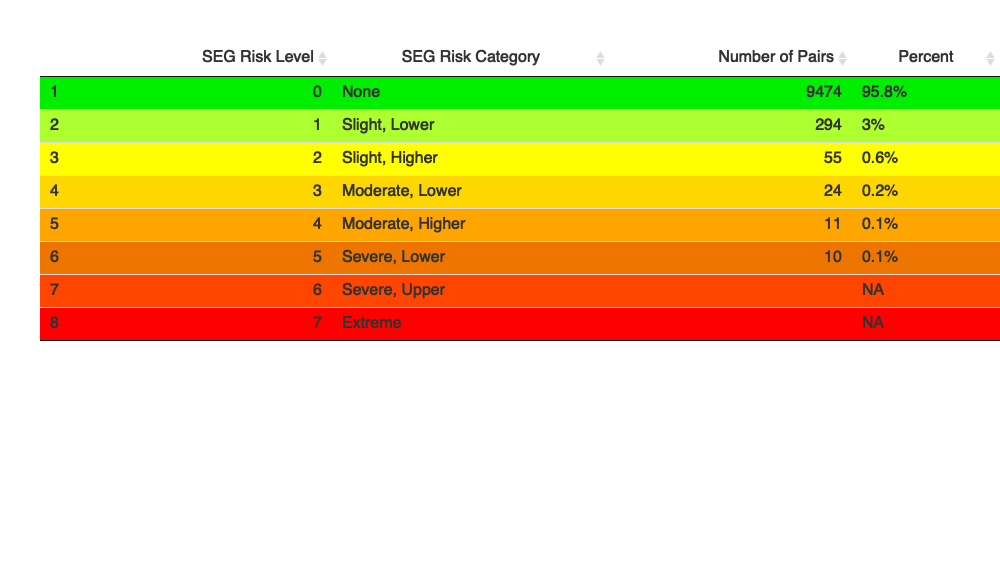 SEG Risk Level SEG Risk Category Number of Pairs Percent
1 0 None 9474 95.8%
2 1 Slight, Lower 294 3%
3 2 Slight, Higher 55 0.6%
4 3 Moderate, Lower 24 0.2%
5 4 Moderate, Higher 11 0.1%
6 5 Severe, Lower 10 0.1%
7 6 Severe, Upper NA
8 7 Extreme NA